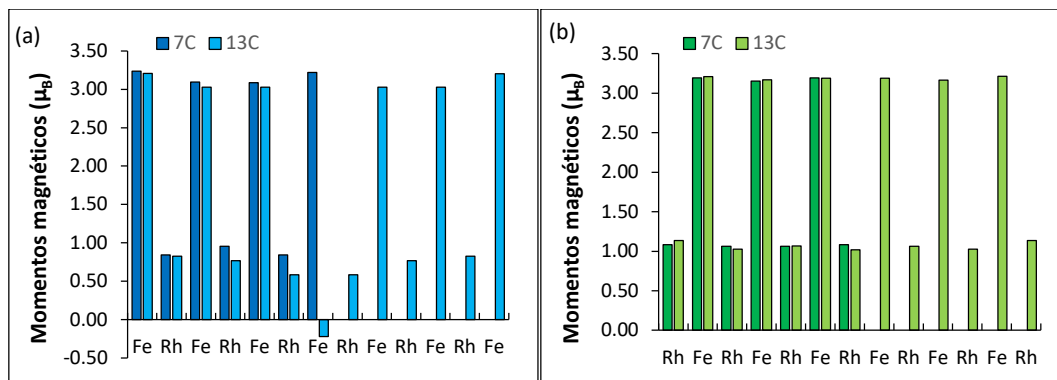 (a)
7C 13C
Momentos magnéticos (µB)
3.50
3.00
2.50
2.00
1.50
1.00
0.50
0.00
-0.50
Fe Rh Fe Rh Fe Rh Fe Rh Fe Rh Fe Rh Fe
(b)
7C 13C
Momentos magnéticos (µB)
3.50
3.00
2.50
2.00
1.50
1.00
0.50
0.00
Rh Fe Rh Fe Rh Fe Rh Fe Rh Fe Rh Fe Rh